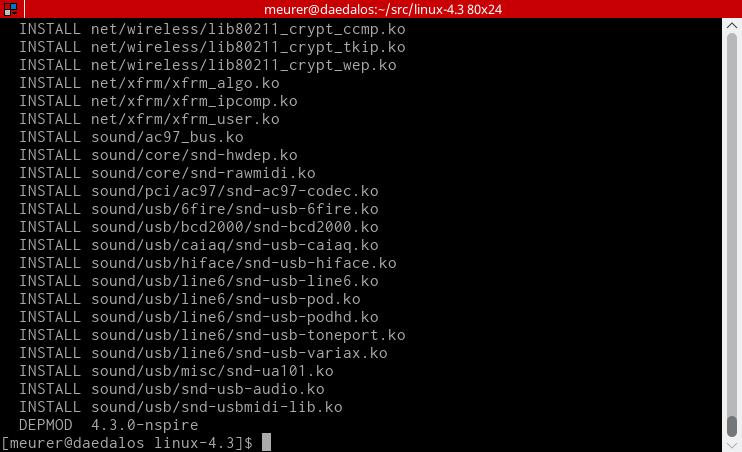 meurer@daedalos:~/src/linux-4.3 80x24
INSTALL net/wireless/lib80211_crypt_ccmp.ko
INSTALL net/wireless/lib80211_crypt_tkip.ko
INSTALL net/wireless/lib80211_crypt_wep.ko
INSTALL net/xfrm/xfrm_algo.ko
INSTALL net/xfrm/xfrm_ipcomp.ko
INSTALL net/xfrm/xfrm_user.ko
INSTALL sound/ac97_bus.ko
INSTALL sound/core/snd-hwdep.ko
INSTALL sound/core/snd-rawmidi.ko
INSTALL sound/pci/ac97/snd-ac97-codec.ko
INSTALL sound/usb/6fire/snd-usb-6fire.ko
INSTALL sound/usb/bcd2000/snd-bcd2000.ko
INSTALL sound/usb/caiaq/snd-usb-caiaq.ko
INSTALL sound/usb/hiface/snd-usb-hiface.ko
INSTALL sound/usb/line6/snd-usb-line6.ko
INSTALL sound/usb/line6/snd-usb-pod.ko
INSTALL sound/usb/line6/snd-usb-podhd.ko
INSTALL sound/usb/line6/snd-usb-toneport.ko
INSTALL sound/usb/line6/snd-usb-variax.ko
INSTALL sound/usb/misc/snd-ua101.ko
INSTALL sound/usb/snd-usb-audio.ko
INSTALL sound/usb/snd-usbmidi-lib.ko
DEPMOD  4.3.0-nspire
[meurer@daedalos linux-4.3]$